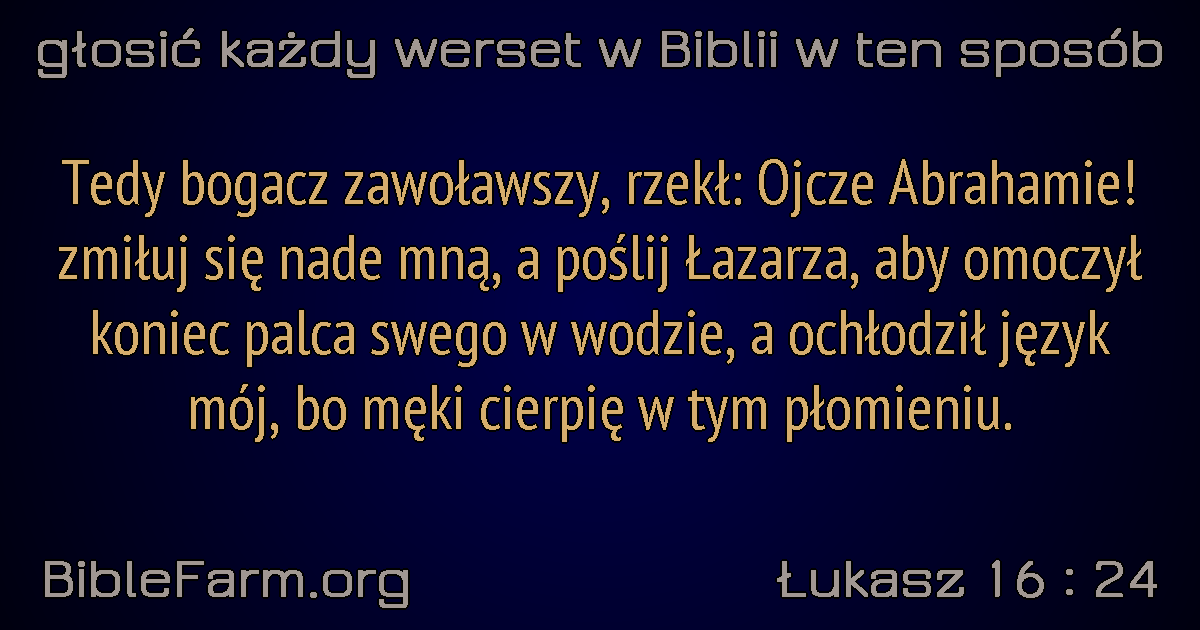 głosić każdy werset w Biblii w ten sposób
Tedy bogacz zawoławszy, rzekł: Ojcze Abrahamie!
zmiłuj się nade mną, a poślij Łazarza, aby omoczył
koniec palca swego w wodzie, a ochłodził język
mój, bo męki cierpię w tym płomieniu.
BibleFarm.org
Łukasz 16 : 24